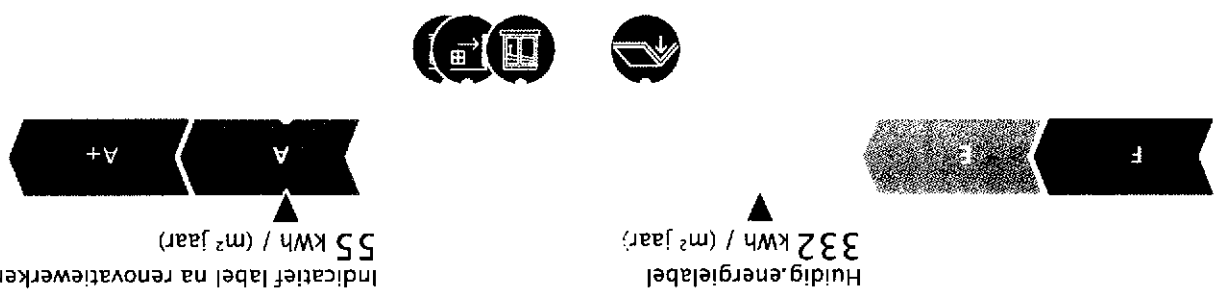 Huidig energielabel
332 kWh / (m² jaar)
Indicatief label na renovatiewerken
55 kWh / (m² jaar)
F
E
A
A+